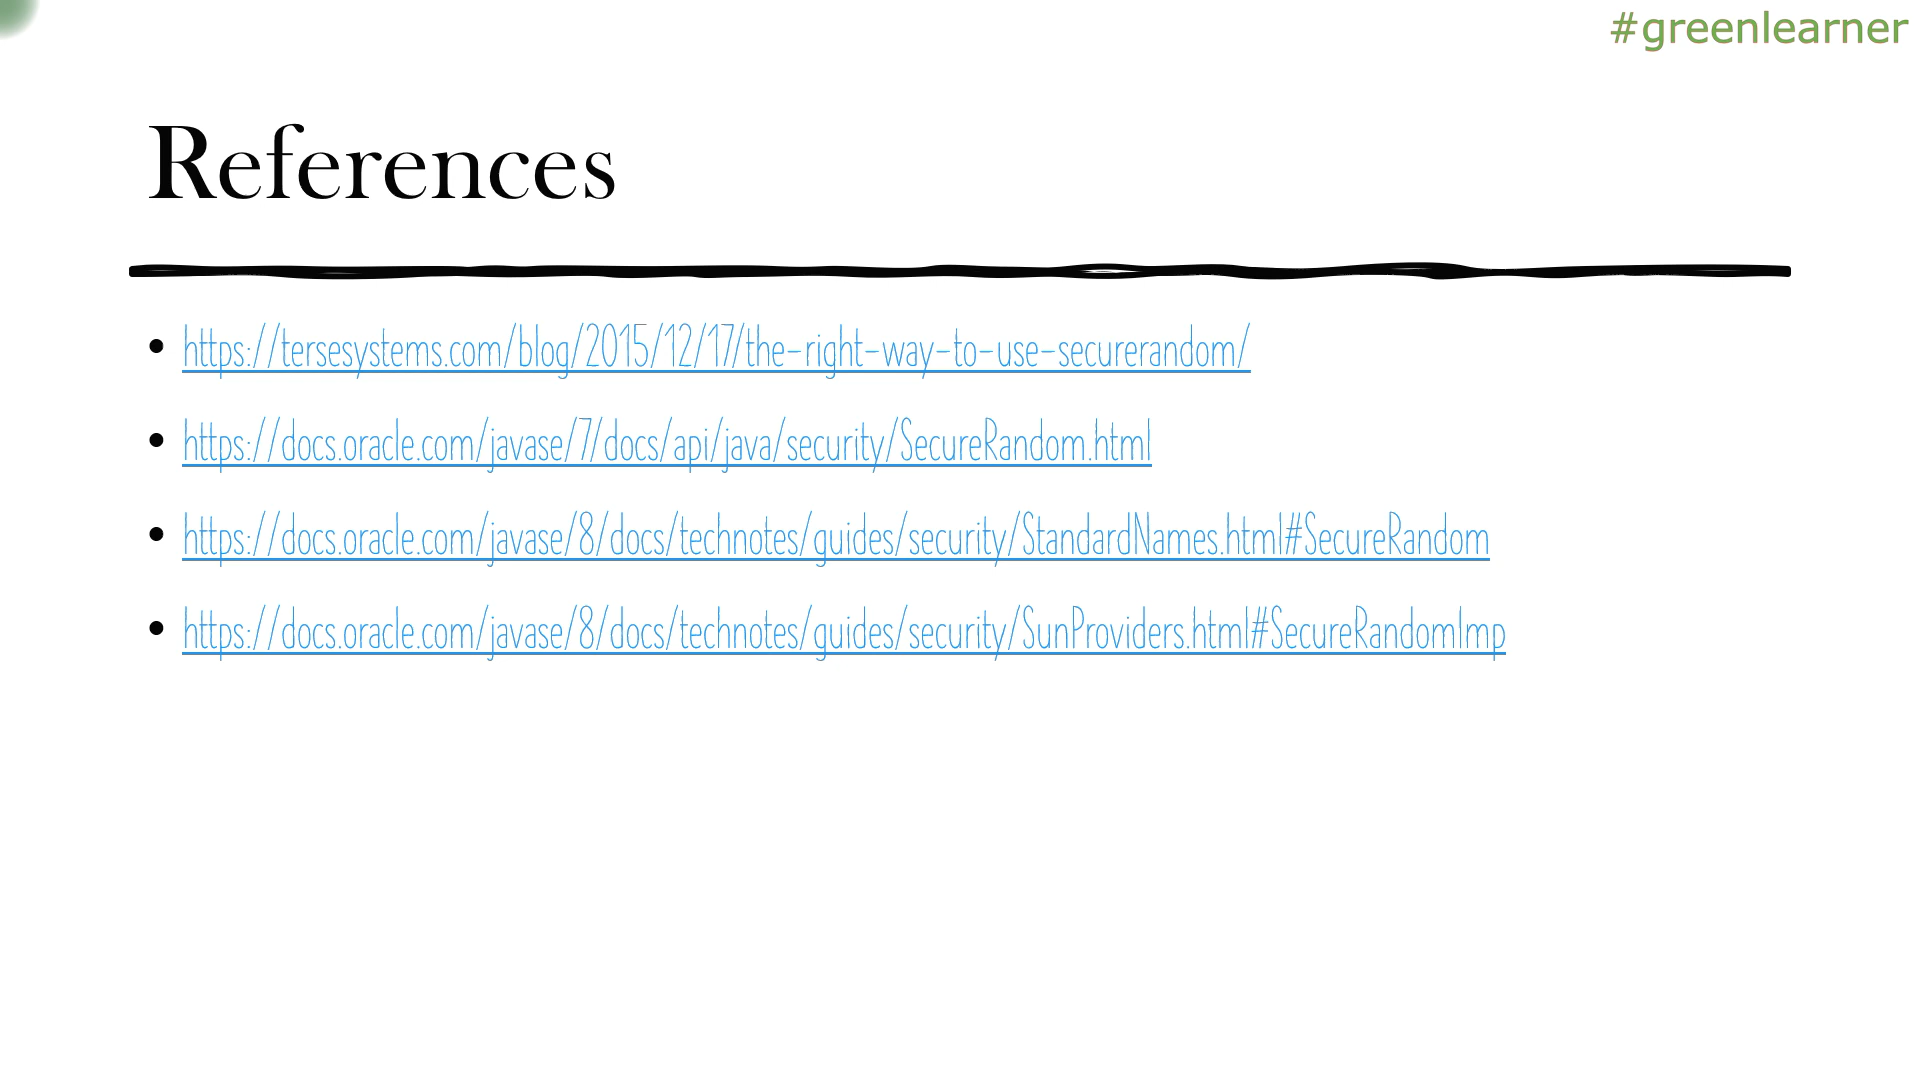 #greenlearner
References
• https://tersesystems.com/blog/2015/12/17/the-right-way-to-use-securerandom/
• https://docs.oracle.com/javase/7/docs/api/java/security/SecureRandom.html
• https://docs.oracle.com/javase/8/docs/technotes/guides/security/StandardNames.html#SecureRandom
• https://docs.oracle.com/javase/8/docs/technotes/guides/security/SunProviders.html#SecureRandomImp